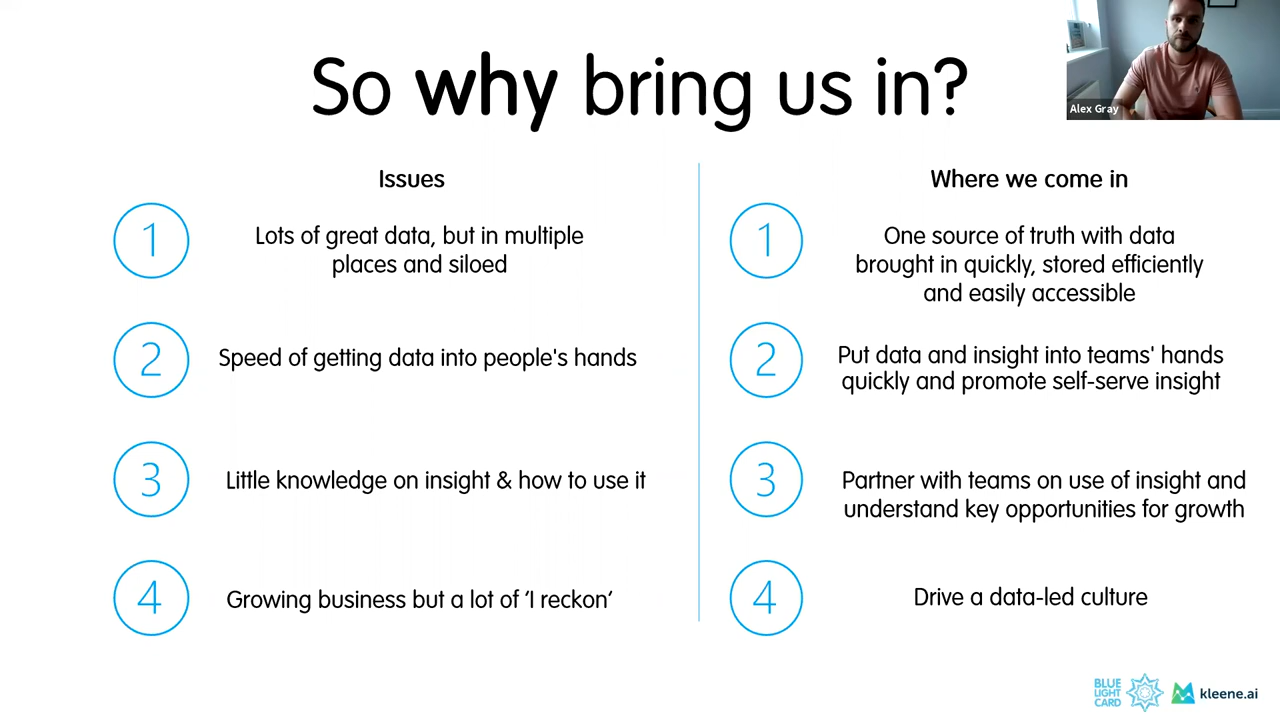 So why bring us in?
Alex Gray
Issues
1
Lots of great data, but in multiple
places and siloed
2
Speed of getting data into people's hands
3
Little knowledge on insight & how to use it
4
Growing business but a lot of ‘I reckon’
Where we come in
1
One source of truth with data
brought in quickly, stored efficiently
and easily accessible
2
Put data and insight into teams' hands
quickly and promote self-serve insight
3
Partner with teams on use of insight and
understand key opportunities for growth
4
Drive a data-led culture
BLUE
LIGHT
CARD
kleene.ai